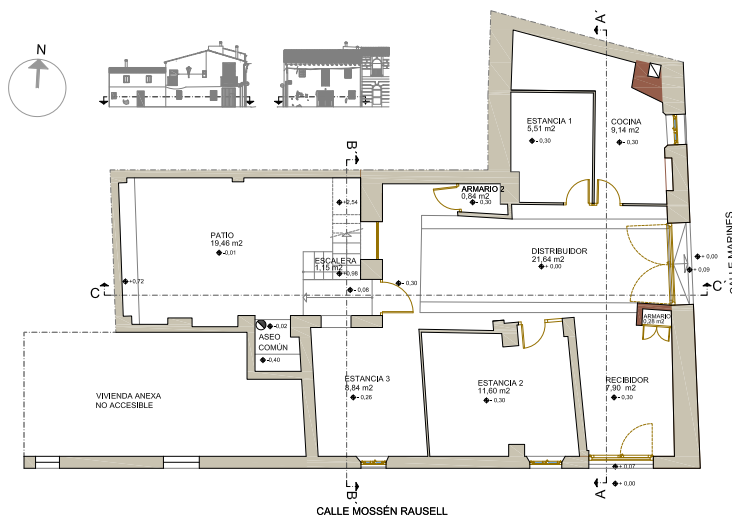 N
A´
ESTANCIA 1
5,51 m2
-0,30
COCINA
9,14 m2
-0,30
B´
ARMARIO 2
0,84 m2
-0,30
+2,54
PATIO
19,46 m2
-0,01
DISTRIBUIDOR
21,64 m2
+0,00
ESCALERA
1,15 m2
+0,98
-0,30
-0,08
+0,72
+ 0,00
+ 0,09
C
C´
CALLE MARINES
ARMARIO
0,28 m2
-0,02
ASEO
COMÚN
-0,40
ESTANCIA 3
8,84 m2
-0,26
ESTANCIA 2
11,60 m2
-0,30
RECIBIDOR
7,90 m2
-0,30
VIVIENDA ANEXA
NO ACCESIBLE
+ 0,07
+ 0,00
B´
A
CALLE MOSSÉN RAUSELL